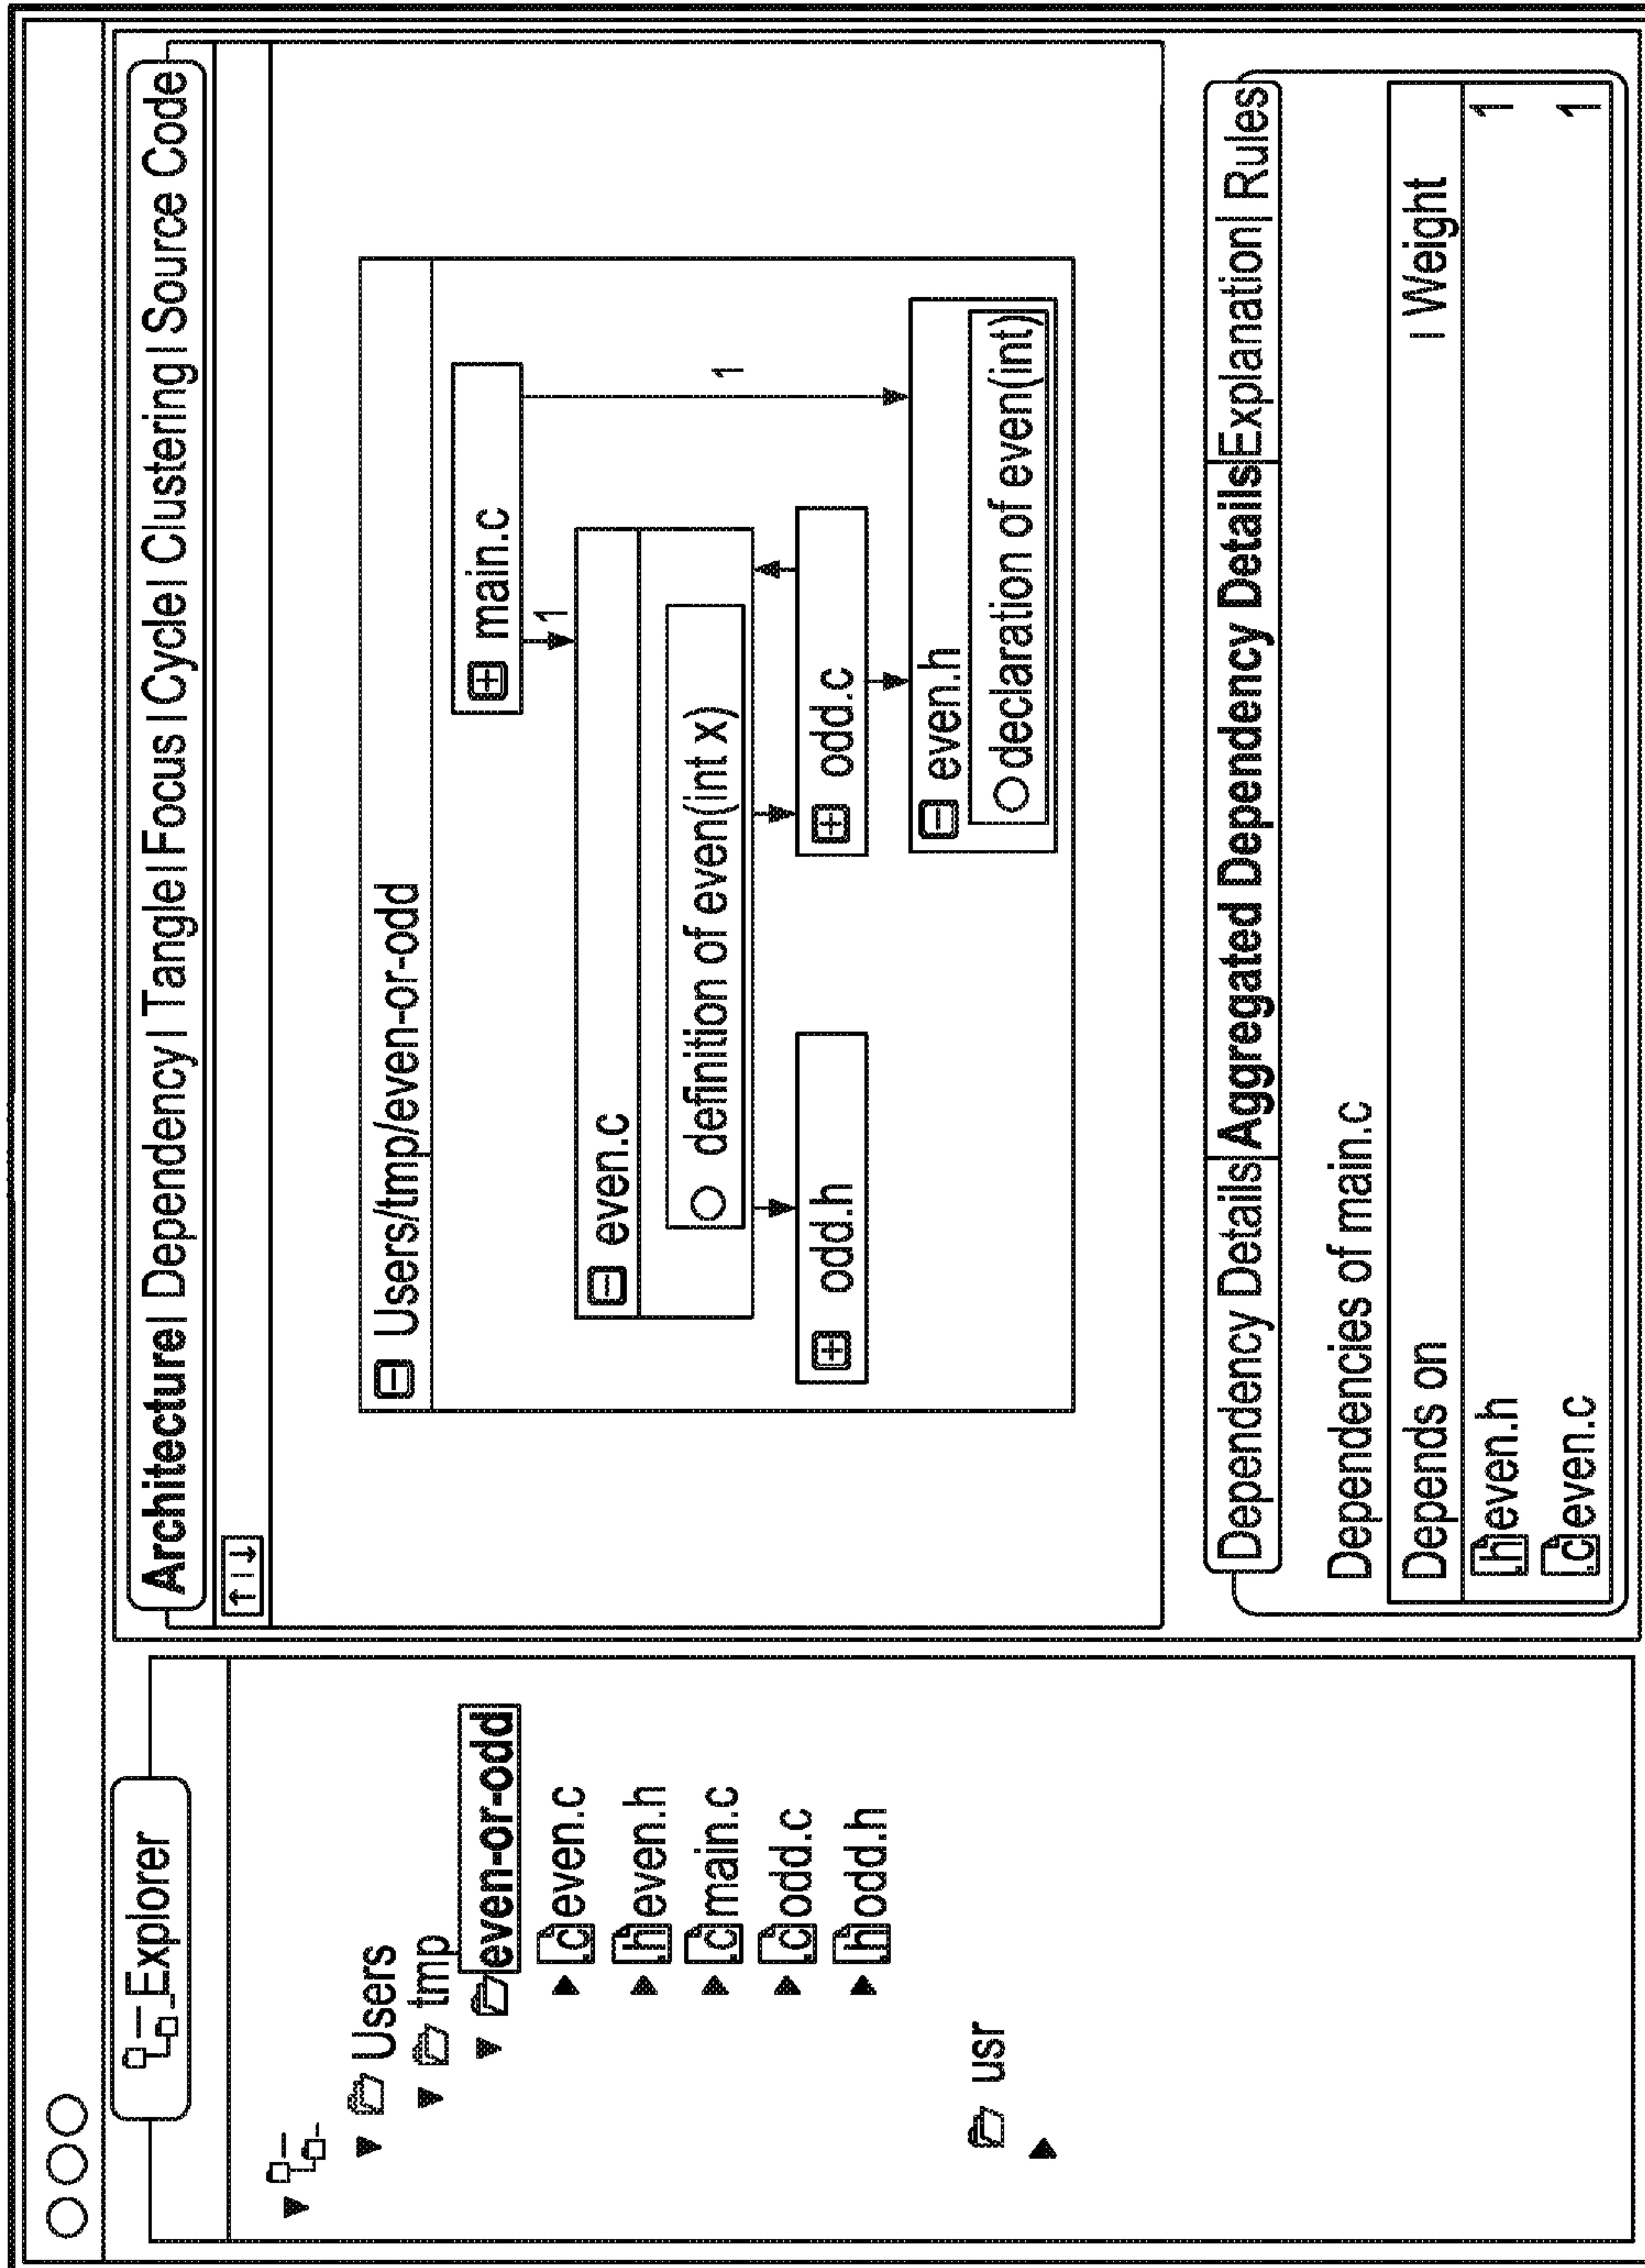 Explorer
Users
tmp
even-or-odd
.c even.c
.h even.h
.c main.c
.c odd.c
.h odd.h
usr
Architecture | Dependency | Tangle | Focus | Cycle | Clustering | Source Code
Users/tmp/even-or-odd
main.c
1
even.c
definition of even(int x)
1
odd.h
odd.c
even.h
declaration of even(int)
Dependency Details Aggregated Dependency Details Explanation | Rules
Dependencies of main.c
Depends on | Weight
.h even.h 1
.c even.c 1